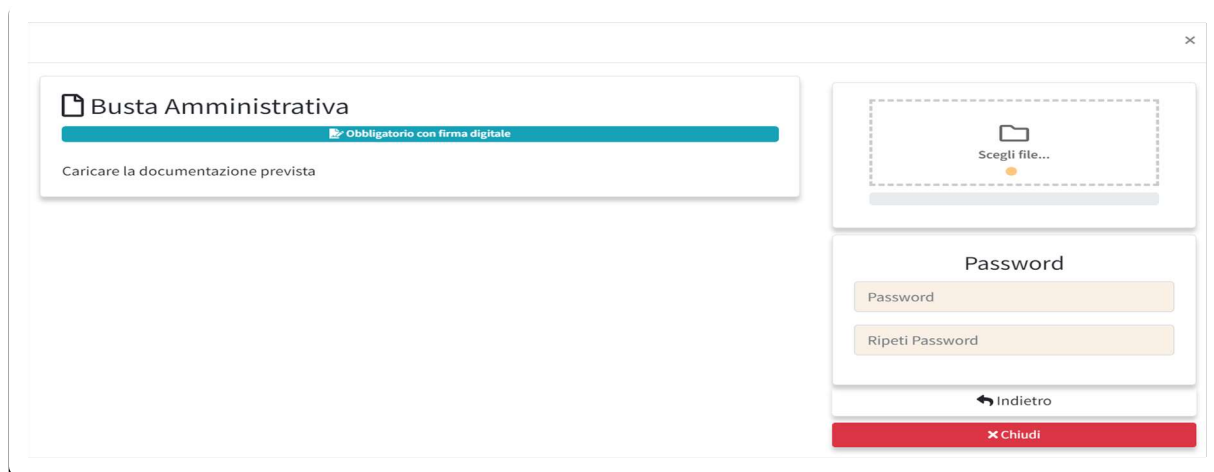 ×
Busta Amministrativa
Obbligatorio con firma digitale
Caricare la documentazione prevista
Scegli file...
Password
Password
Ripeti Password
Indietro
Chiudi